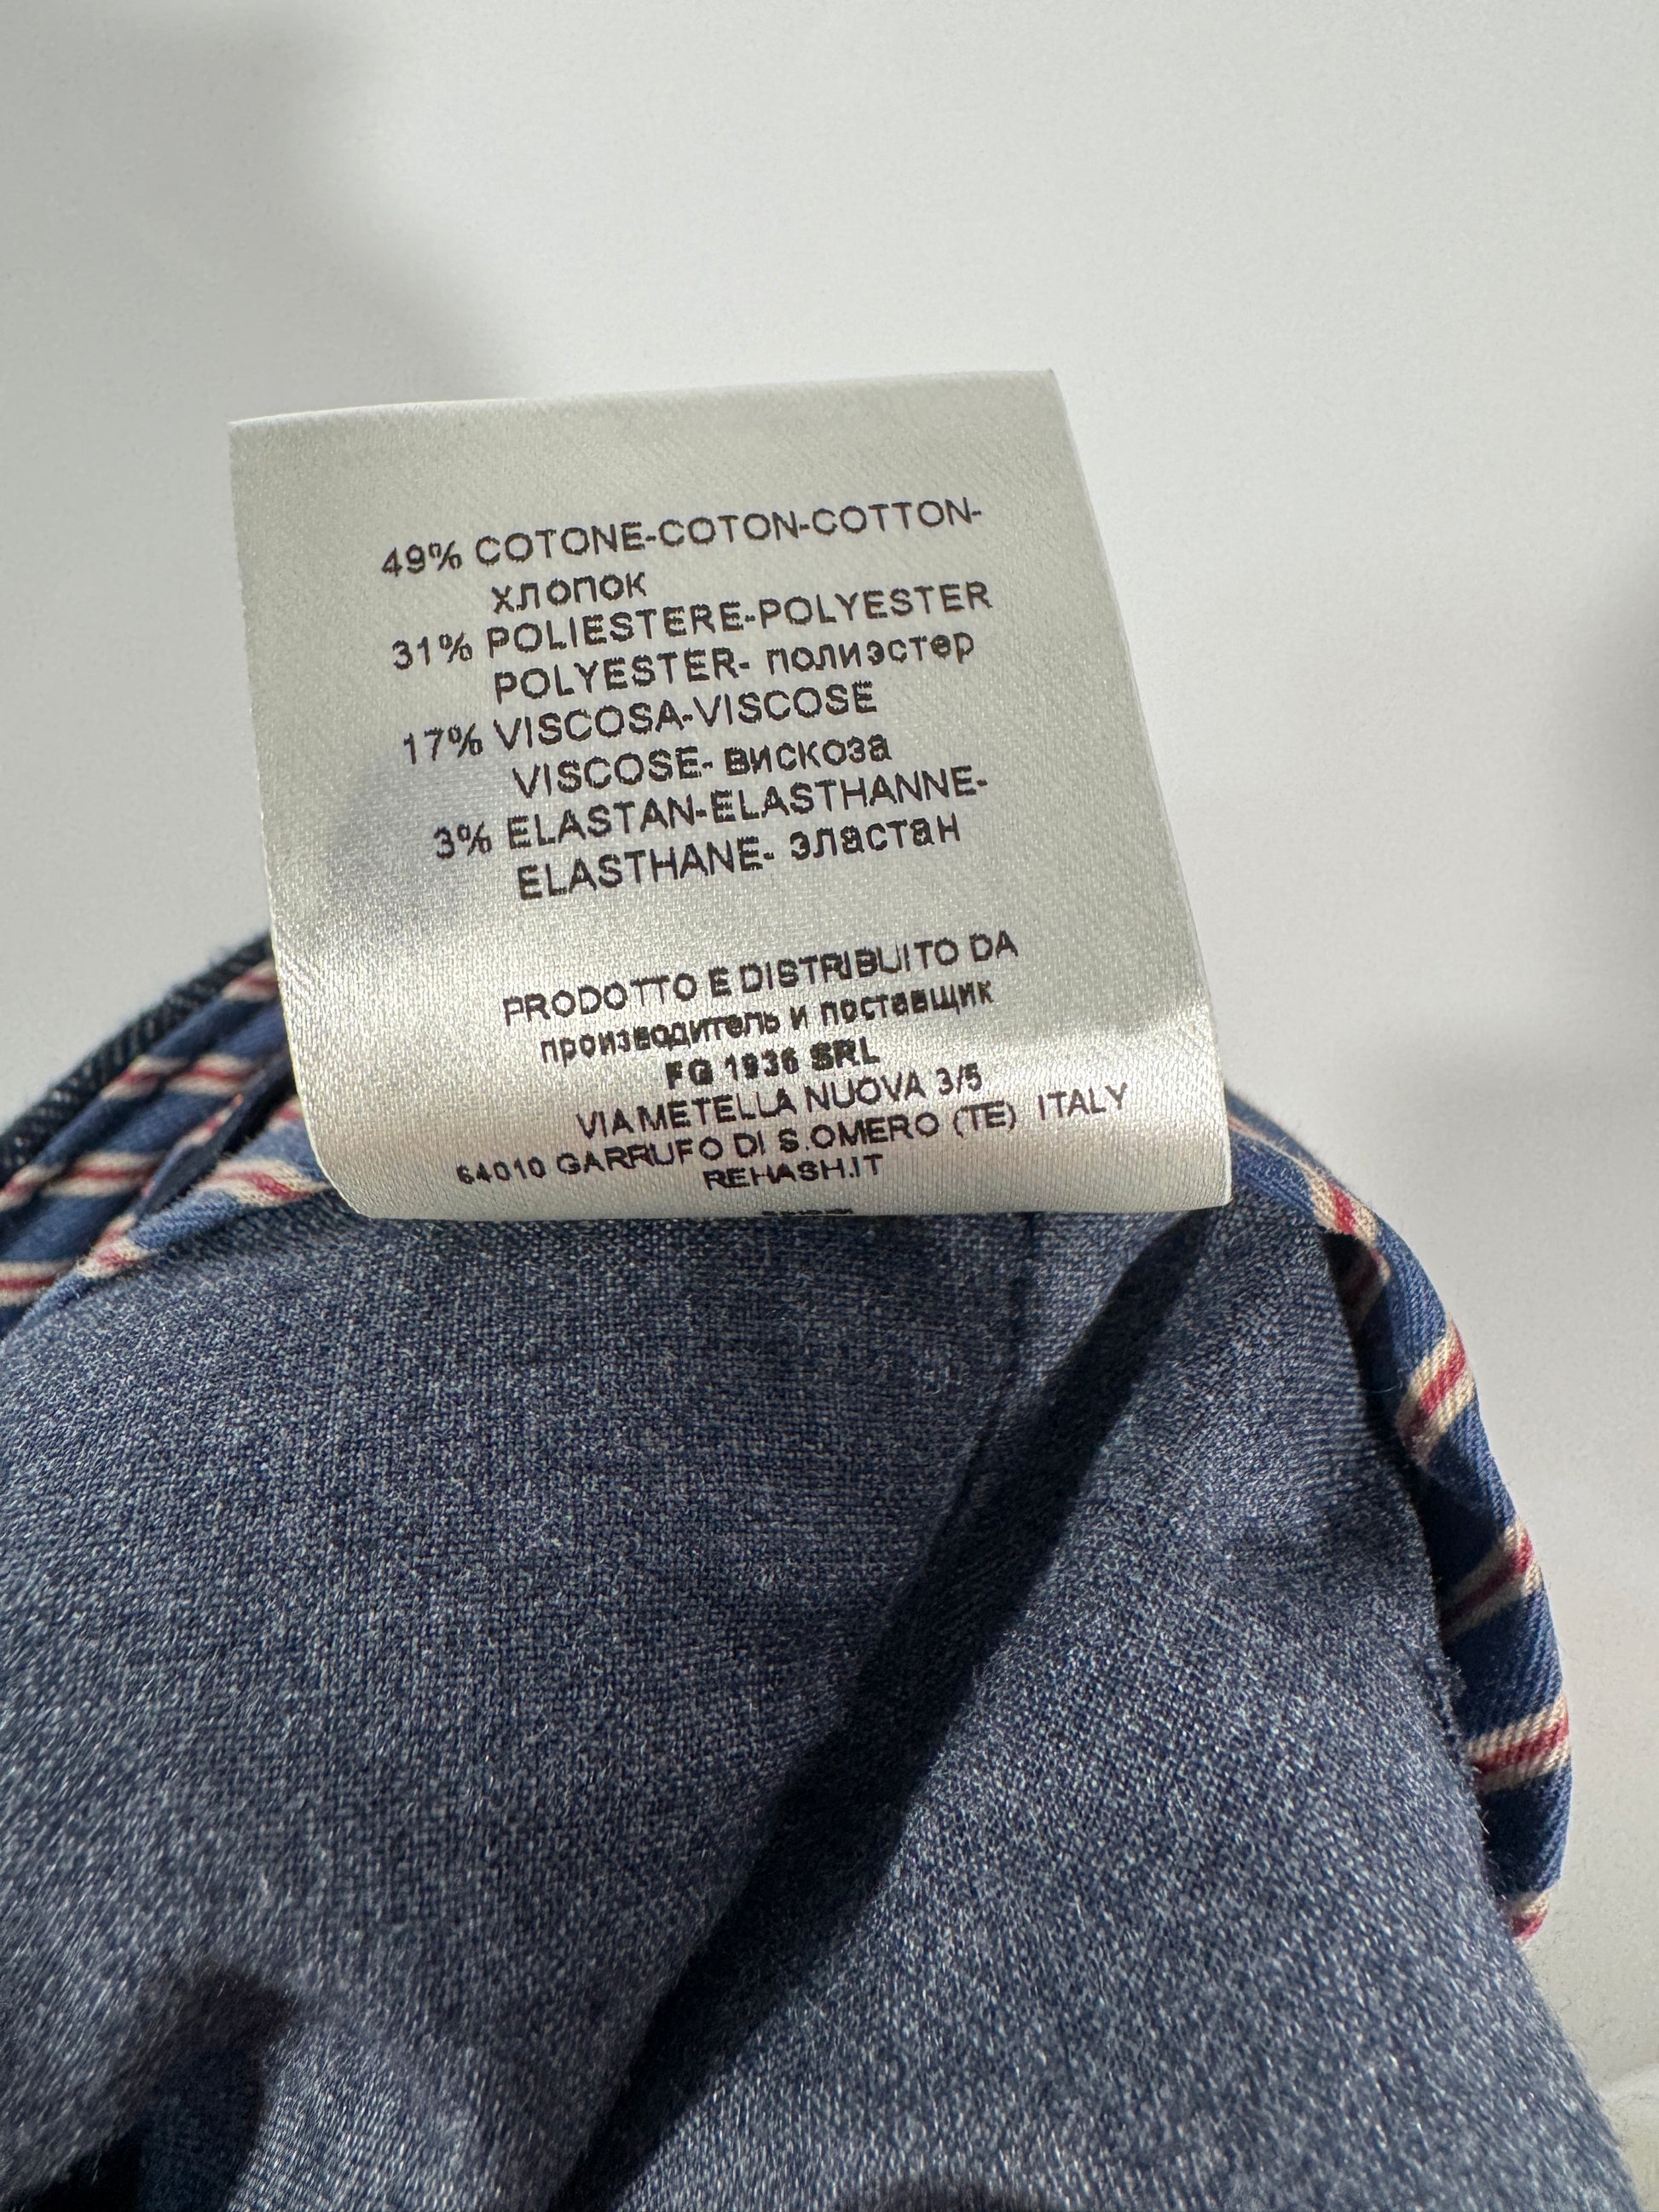 49% COTONE-COTON-COTTON-
хлопок
31% POLIESTERE-POLYESTER
POLYESTER- полиэстер
17% VISCOSA-VISCOSE
VISCOSE- вискоза
3% ELASTAN-ELASTHANNE-
ELASTHANE- эластан
PRODOTTO E DISTRIBUITO DA
производитель и поставщик
FG 1936 SRL
VIA METELLA NUOVA 3/5
64010 GARRUFO DI S.OMERO (TE) ITALY
REHASH.IT